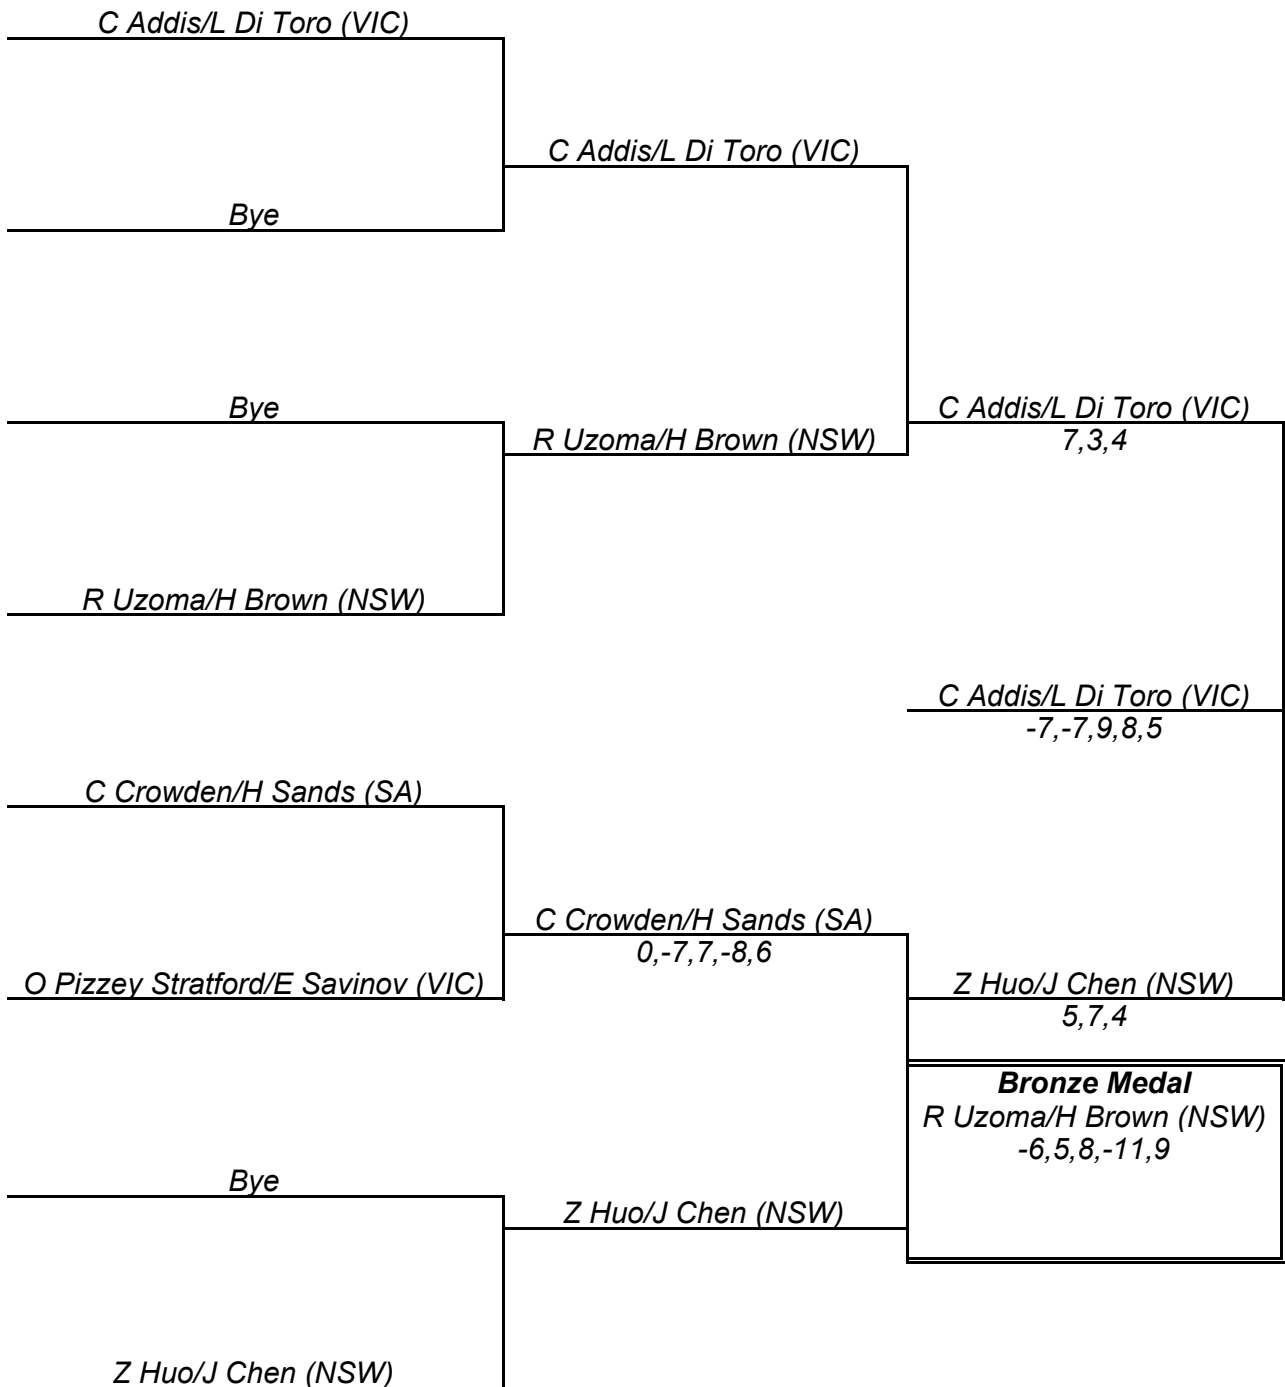 C Addis/L Di Toro (VIC)
C Addis/L Di Toro (VIC)
Bye
Bye
C Addis/L Di Toro (VIC)
R Uzoma/H Brown (NSW)
7,3,4
R Uzoma/H Brown (NSW)
C Addis/L Di Toro (VIC)
-7,-7,9,8,5
C Crowden/H Sands (SA)
C Crowden/H Sands (SA)
0,-7,7,-8,6
O Pizzey Stratford/E Savinov (VIC)
Z Huo/J Chen (NSW)
5,7,4
Bronze Medal
R Uzoma/H Brown (NSW)
-6,5,8,-11,9
Bye
Z Huo/J Chen (NSW)
Z Huo/J Chen (NSW)